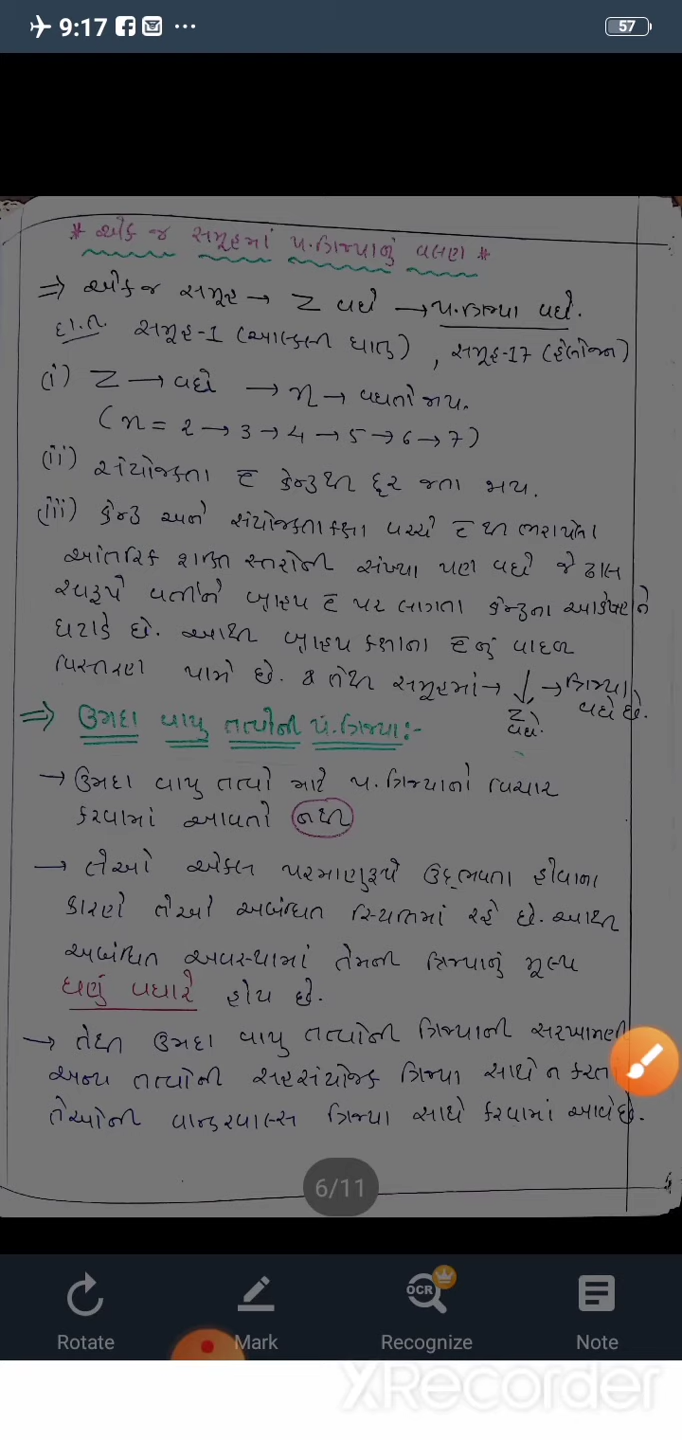 9:17
57
* એક જ સમૂહમાં પ.ત્રિજ્યાનું વલણ *
⇒ એક જ સમૂહ → Z વધે → પ.ત્રિજ્યા વધે.
દા.ત. સમૂહ-1 (આલ્કલી ધાતુ) , સમૂહ-17 (હેલોજન)
(i) Z → વધે → n → વધતો જાય.
(n = 2 → 3 → 4 → 5 → 6 → 7)
(ii) સંયોજકતા ē કેન્દ્રથી દૂર જતા જાય.
(iii) કેન્દ્ર અને સંયોજકતા કક્ષા વચ્ચે ē થી ભરાયેલા
આંતરિક શક્તિ સ્તરોની સંખ્યા પણ વધે જે ઢાલ
સ્વરૂપે વર્તીને બાહ્ય ē પર લાગતા કેન્દ્રના આકર્ષણને
ઘટાડે છે. આથી બાહ્ય કક્ષાના ē નું વાદળ
વિસ્તરણ પામે છે. & તેથી સમૂહમાં → ↓ → ત્રિજ્યા
Z વધે. વધે છે.
⇒ ઉમદા વાયુ તત્વોની પ.ત્રિજ્યા:-
→ ઉમદા વાયુ તત્વો માટે પ.ત્રિજ્યાનો વિચાર
કરવામાં આવતો નથી
→ તેઓ એકલ પરમાણુરૂપે ઉદ્ભવતા હોવાના
કારણે તેઓ અબંધિત સ્થિતિમાં રહે છે. આથી
અબંધિત અવસ્થામાં તેમની ત્રિજ્યાનું મૂલ્ય
ઘણું વધારે હોય છે.
→ તેથી ઉમદા વાયુ તત્વોની ત્રિજ્યાની સરખામણી
અન્ય તત્વોની સહસંયોજક ત્રિજ્યા સાથે ન કરતા
તેઓની વાન્ડરવાલ્સ ત્રિજ્યા સાથે કરવામાં આવે છે.
6/11
OCR
Rotate Mark Recognize Note
XRecorder